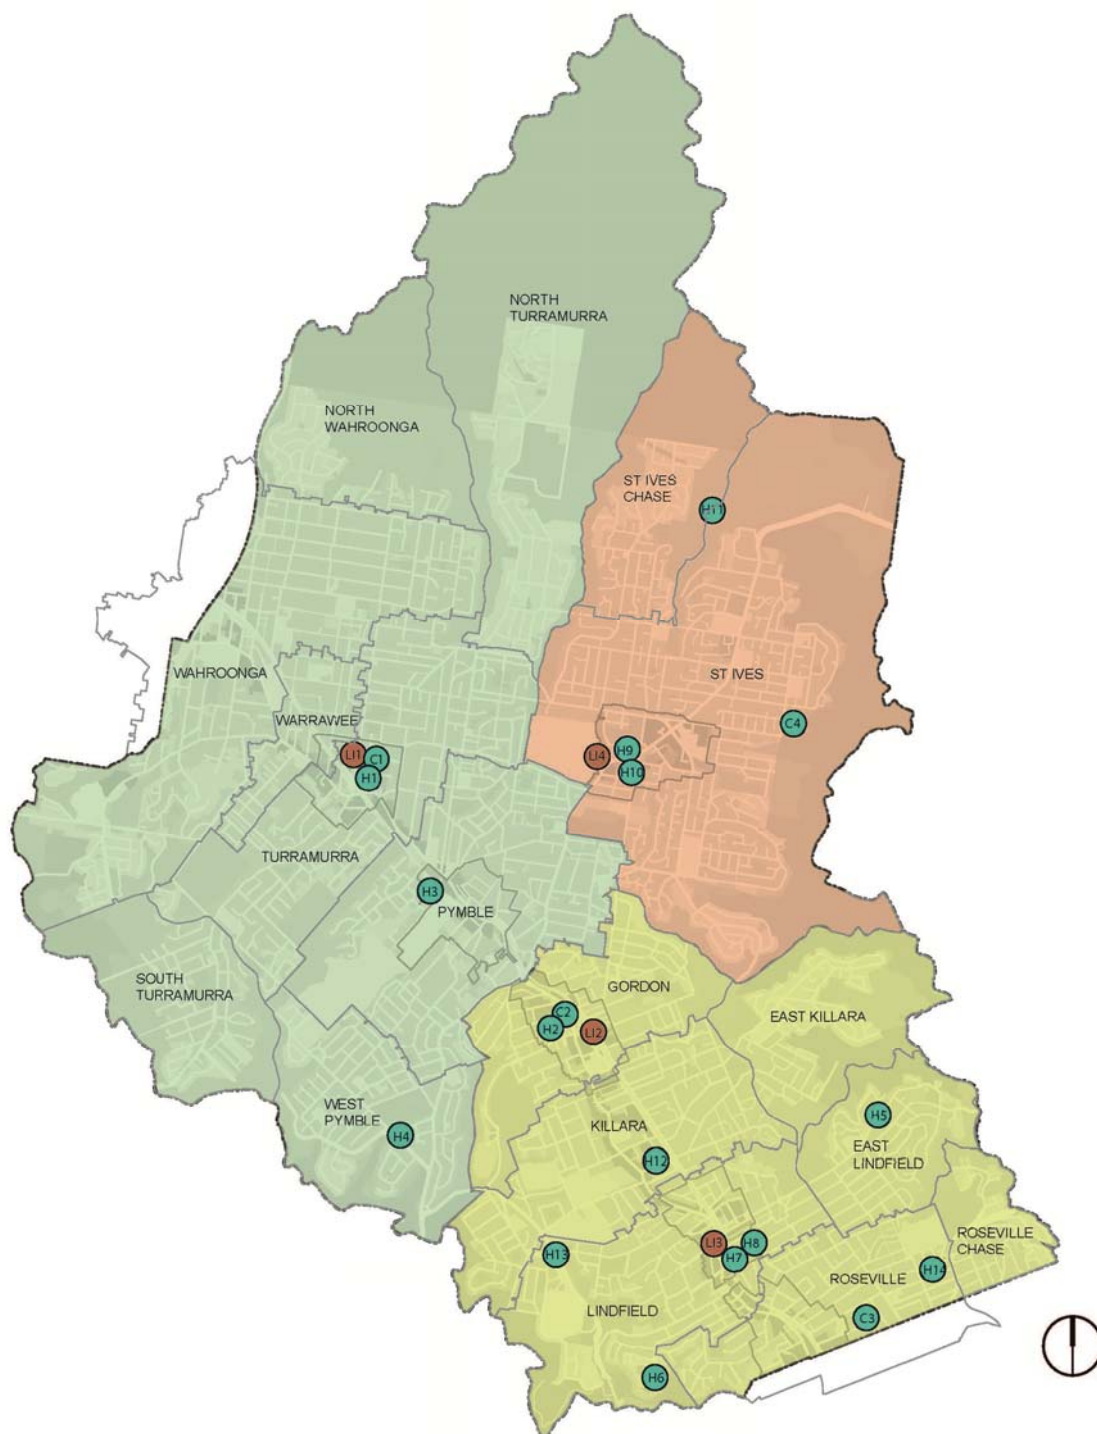 NORTH
TURRAMURRA
NORTH
WAHROONGA
ST IVES
CHASE
H11
WAHROONGA
ST IVES
WARRAWEE
C4
LI1
C1
H1
LI4
H9
H10
TURRAMURRA
H3
PYMBLE
SOUTH
TURRAMURRA
GORDON
EAST KILLARA
C2
H2
LI2
WEST
PYMBLE
H4
KILLARA
H5
EAST
LINDFIELD
H12
ROSEVILLE
CHASE
LI3
H8
H7
H13
ROSEVILLE
H14
LINDFIELD
C3
H6